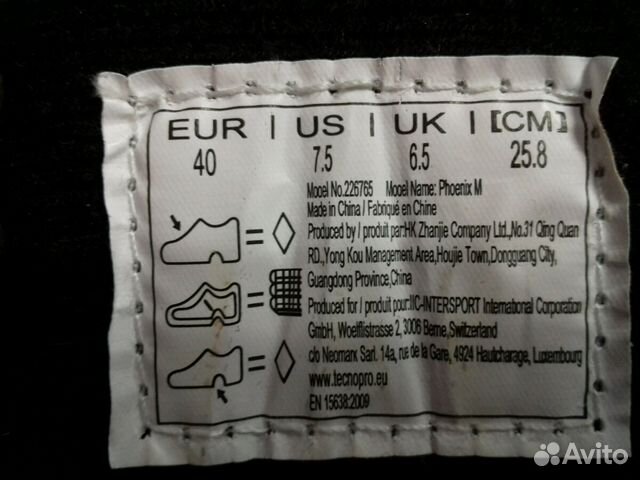 EUR | US | UK | [CM]
40 7.5 6.5 25.8
Model No.226765 Model Name: Phoenix M
Made in China / Fabriqué en Chine
Produced by / produit par:HK Zhanjie Company Ltd.,No.31 Qing Quan
RD.,Yong Kou Management Area,Houjie Town,Dongguang City,
Guangdong Province,China
Produced for / produit pour:IIC-INTERSPORT International Corporation
GmbH, Woelflistrasse 2, 3006 Berne,Switzerland
c/o Neomarx Sarl. 14a, rue de la Gare, 4924 Hautcharage, Luxembourg
www.tecnopro.eu
EN 15638:2009
Avito